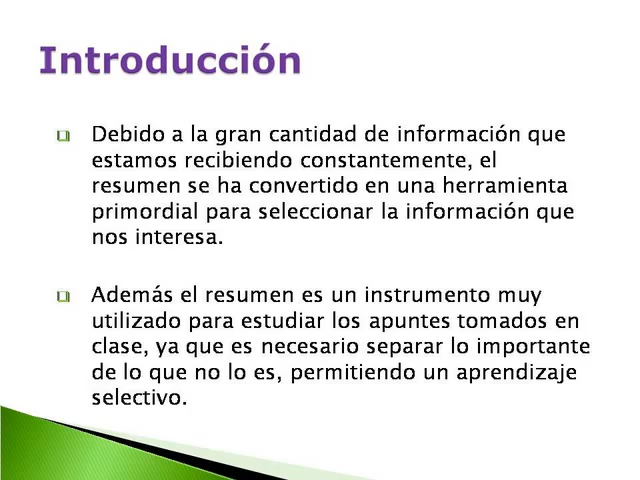 Introducción
Debido a la gran cantidad de información que
estamos recibiendo constantemente, el
resumen se ha convertido en una herramienta
primordial para seleccionar la información que
nos interesa.
Además el resumen es un instrumento muy
utilizado para estudiar los apuntes tomados en
clase, ya que es necesario separar lo importante
de lo que no lo es, permitiendo un aprendizaje
selectivo.